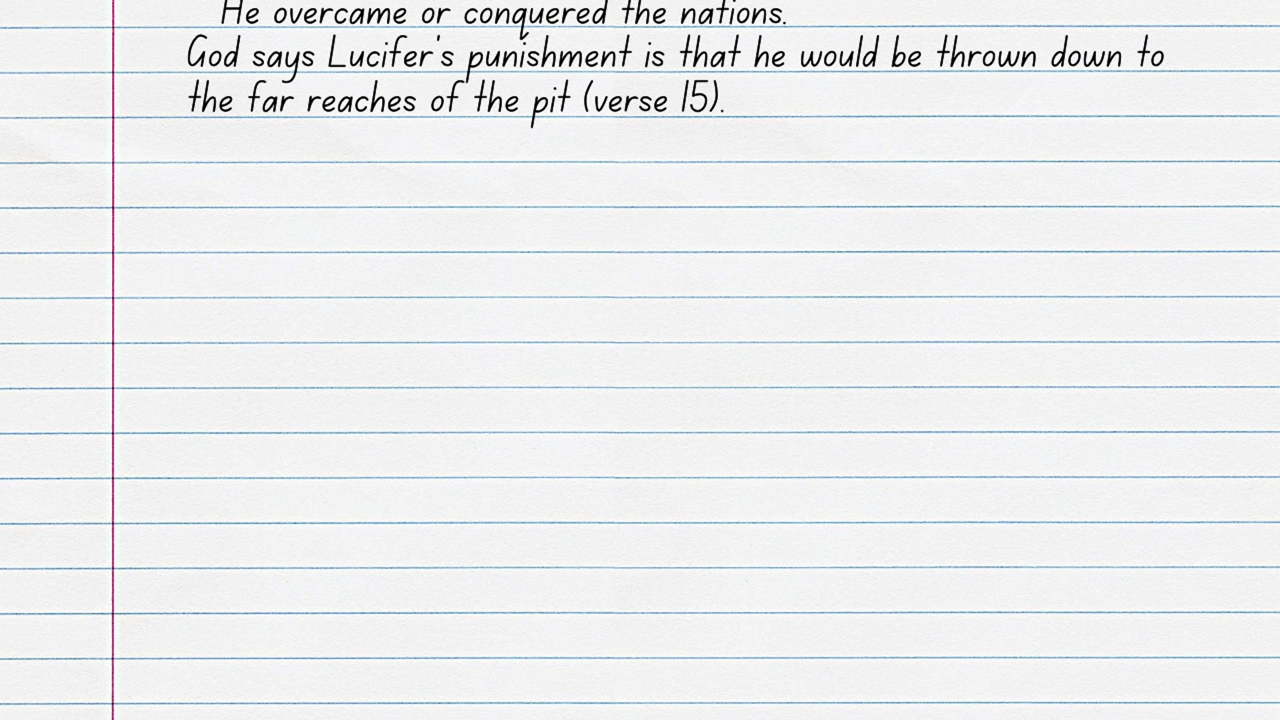 He overcame or conquered the nations.
God says Lucifer's punishment is that he would be thrown down to
the far reaches of the pit (verse 15).